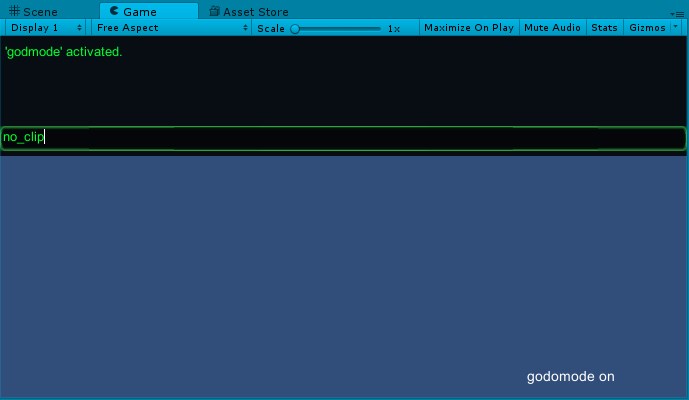 Scene Game Asset Store
Display 1 Free Aspect Scale 1x Maximize On Play Mute Audio Stats Gizmos
'godmode' activated.
no_clip
godomode on